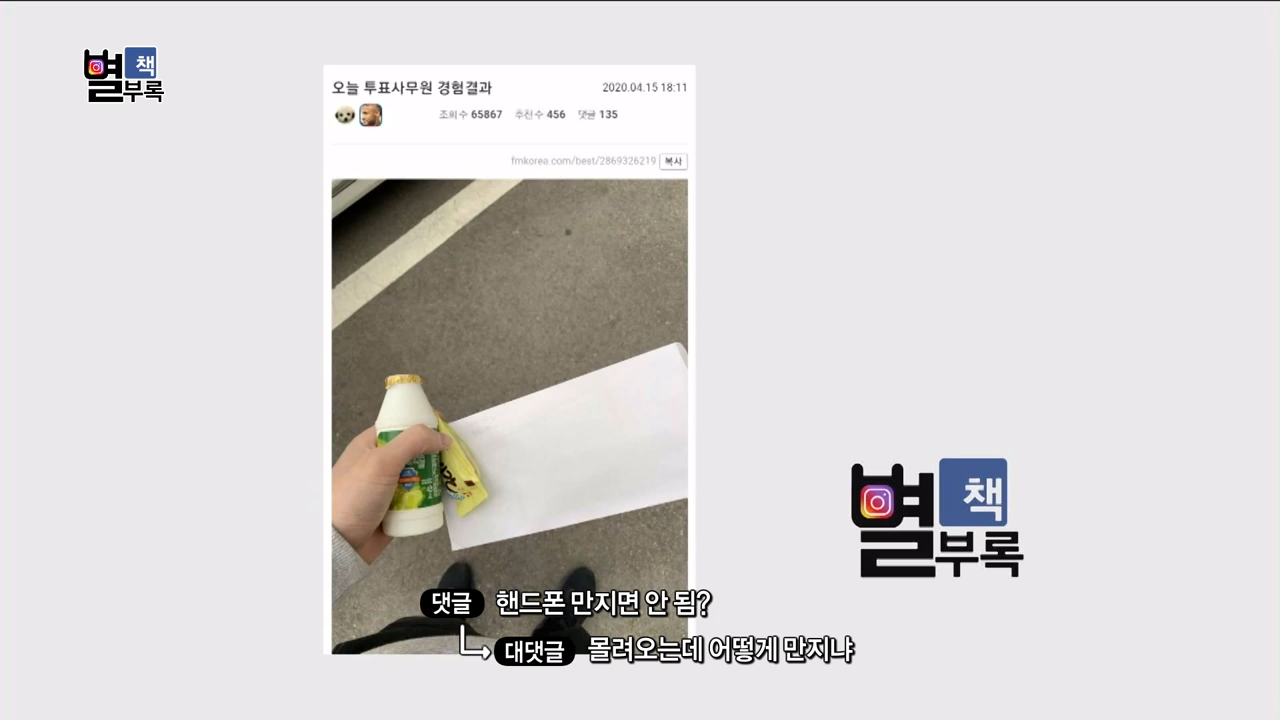 별책부록
오늘 투표사무원 경험결과
2020.04.15 18:11
조회 수 65867 추천 수 456 댓글 135
fmkorea.com/best/2869326219 복사
별책부록
댓글 핸드폰 만지면 안 됨?
대댓글 몰려오는데 어떻게 만지냐